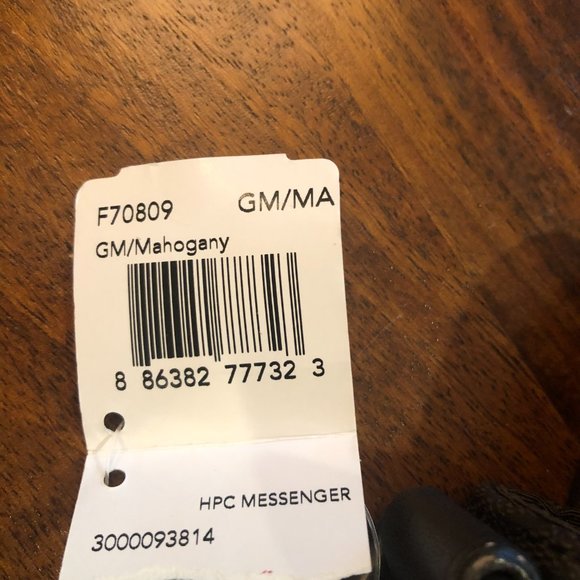 F70809 GM/MA
GM/Mahogany
8 86382 77732 3
HPC MESSENGER
3000093814